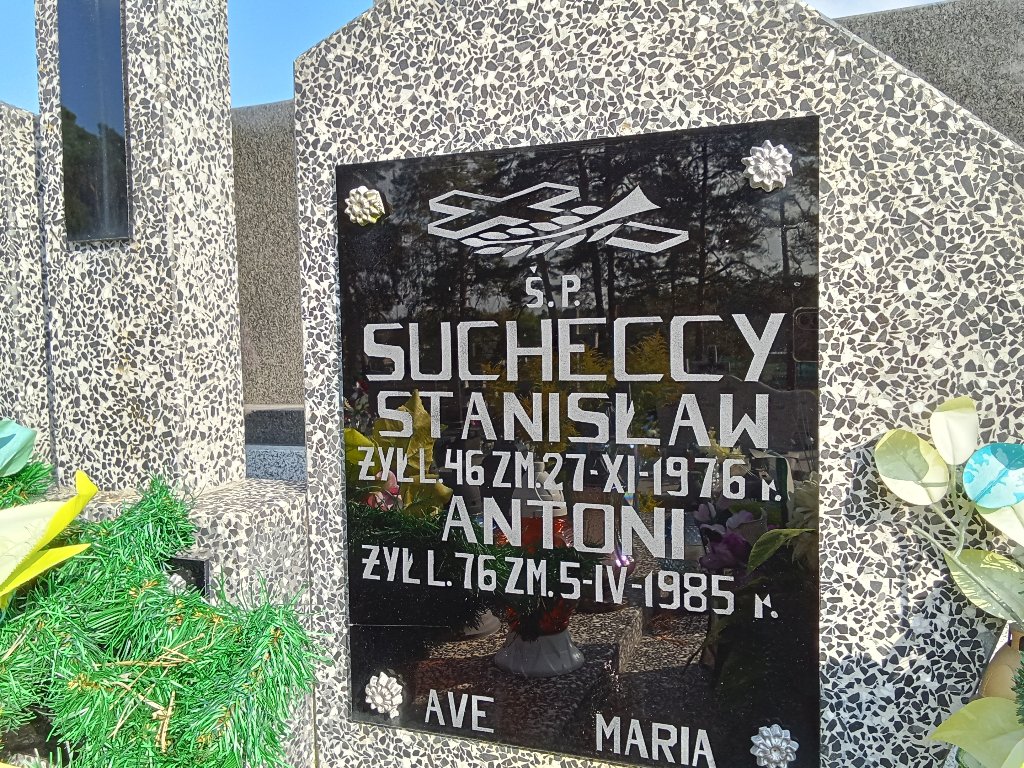 Ś.P.
SUCHECCY
STANISŁAW
ŻYŁ L. 46 ZM. 27-XI-1976 r.
ANTONI
ŻYŁ L. 76 ZM. 5-IV-1985 r.
AVE MARIA